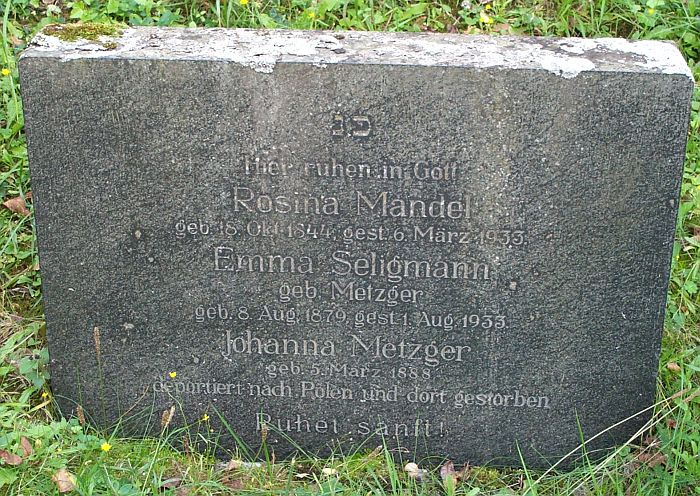 פ·נ
Hier ruhen in Gott
Rosina Mandel
geb. 18. Okt. 1844, gest. 6. März 1933.
Emma Seligmann
geb. Metzger
geb. 8. Aug. 1879, gest. 1. Aug. 1933.
Johanna Metzger
geb. 5. März 1888
deportiert nach Polen und dort gestorben
Ruhet sanft!